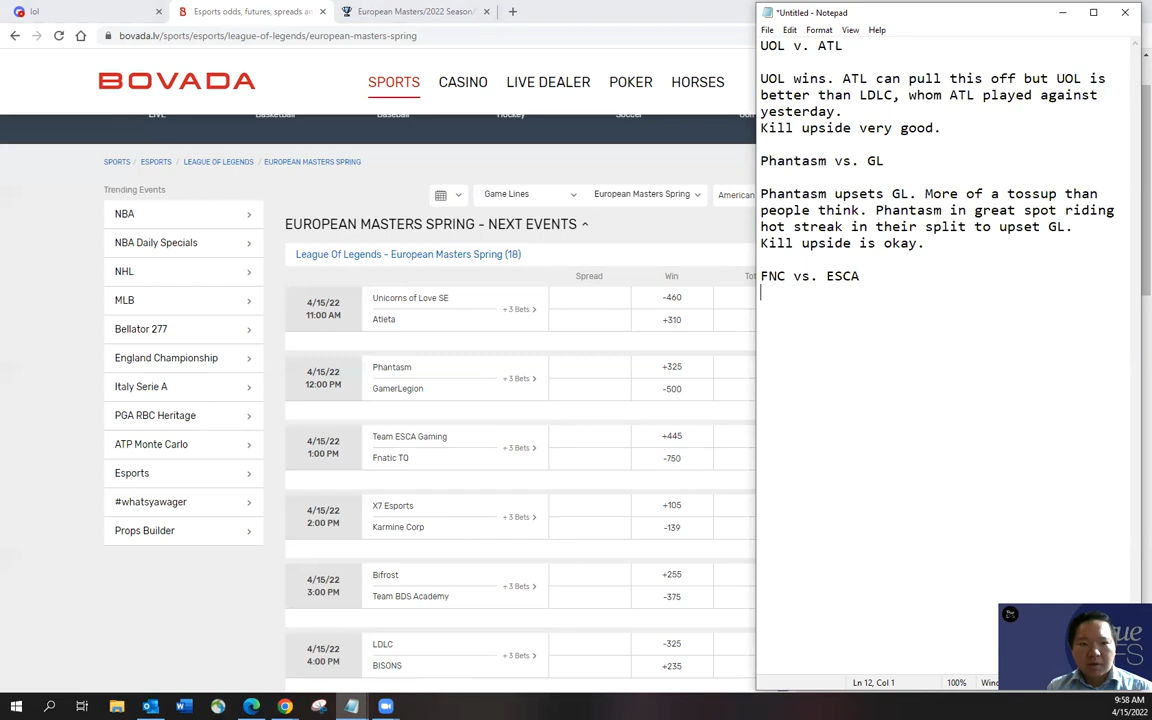 lol
Esports odds, futures, spreads an
European Masters/2022 Season/
bovada.lv/sports/esports/league-of-legends/european-masters-spring
BOVADA
SPORTS
CASINO
LIVE DEALER
POKER
HORSES
LIVE
Basketball
Baseball
Hockey
Soccer
SPORTS / ESPORTS / LEAGUE OF LEGENDS / EUROPEAN MASTERS SPRING
Trending Events
NBA
NBA Daily Specials
NHL
MLB
Bellator 277
England Championship
Italy Serie A
PGA RBC Heritage
ATP Monte Carlo
Esports
#whatsyawager
Props Builder
Game Lines
European Masters Spring
American
EUROPEAN MASTERS SPRING - NEXT EVENTS
League Of Legends - European Masters Spring (18)
Spread Win
4/15/22
11:00 AM
Unicorns of Love SE -460
+ 3 Bets
Atleta +310
4/15/22
12:00 PM
Phantasm +325
+ 3 Bets
GamerLegion -500
4/15/22
1:00 PM
Team ESCA Gaming +445
+ 3 Bets
Fnatic TQ -750
4/15/22
2:00 PM
X7 Esports +105
+ 3 Bets
Karmine Corp -139
4/15/22
3:00 PM
Bifrost +255
+ 3 Bets
Team BDS Academy -375
4/15/22
4:00 PM
LDLC -325
+ 3 Bets
BISONS +235
*Untitled - Notepad
File Edit Format View Help
UOL v. ATL
UOL wins. ATL can pull this off but UOL is
better than LDLC, whom ATL played against
yesterday.
Kill upside very good.
Phantasm vs. GL
Phantasm upsets GL. More of a tossup than
people think. Phantasm in great spot riding
hot streak in their split to upset GL.
Kill upside is okay.
FNC vs. ESCA
Ln 12, Col 1
100%
9:58 AM
4/15/2022